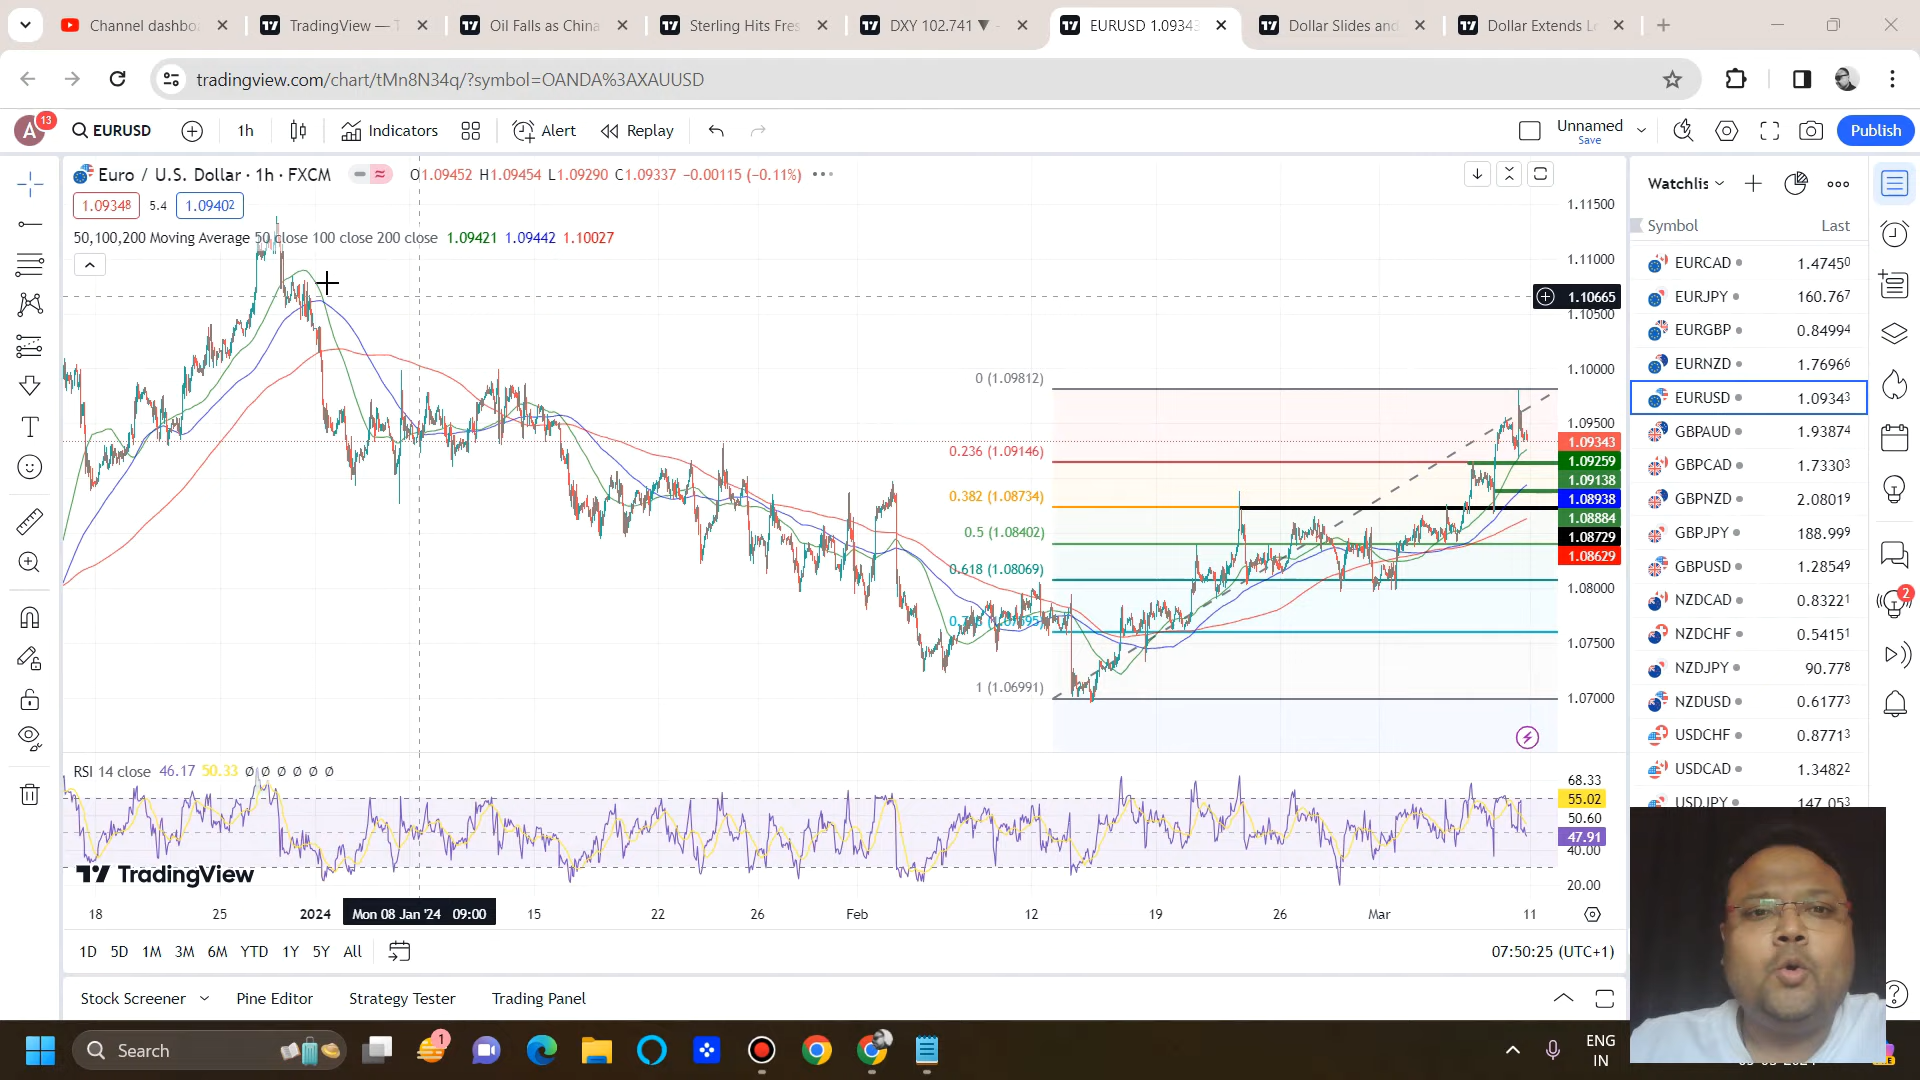 Channel dashbo
TradingView — T
Oil Falls as China
Sterling Hits Fres
DXY 102.741 ▼ -
EURUSD 1.09343
Dollar Slides and
Dollar Extends L
tradingview.com/chart/tMn8N34q/?symbol=OANDA%3AXAUUSD
A 13
EURUSD
1h
Indicators
Alert
Replay
Unnamed
Save
Publish
Euro / U.S. Dollar · 1h · FXCM
O1.09452 H1.09454 L1.09290 C1.09337 −0.00115 (−0.11%)
1.09348 5.4 1.09402
50,100,200 Moving Average 50 close 100 close 200 close 1.09421 1.09442 1.10027
0 (1.09812)
0.236 (1.09146)
0.382 (1.08734)
0.5 (1.08402)
0.618 (1.08069)
1 (1.06991)
1.11500
1.11000
1.10665
1.10500
1.10000
1.09500
1.09343
1.09259
1.09138
1.08938
1.08884
1.08729
1.08629
1.08000
1.07500
1.07000
RSI 14 close 46.17 50.33 Ø Ø Ø Ø Ø Ø
68.33
55.02
50.60
47.91
40.00
20.00
TradingView
18 25 2024 Mon 08 Jan '24 09:00 15 22 26 Feb 12 19 26 Mar 11
1D 5D 1M 3M 6M YTD 1Y 5Y All
07:50:25 (UTC+1)
Stock Screener Pine Editor Strategy Tester Trading Panel
Watchlis
Symbol Last
EURCAD 1.47450
EURJPY 160.767
EURGBP 0.84994
EURNZD 1.76966
EURUSD 1.09343
GBPAUD 1.93874
GBPCAD 1.73303
GBPNZD 2.08019
GBPJPY 188.999
GBPUSD 1.28549
NZDCAD 0.83221
NZDCHF 0.54151
NZDJPY 90.778
NZDUSD 0.61773
USDCHF 0.87713
USDCAD 1.34822
USDJPY 147.053
2
Search
1
ENG
IN